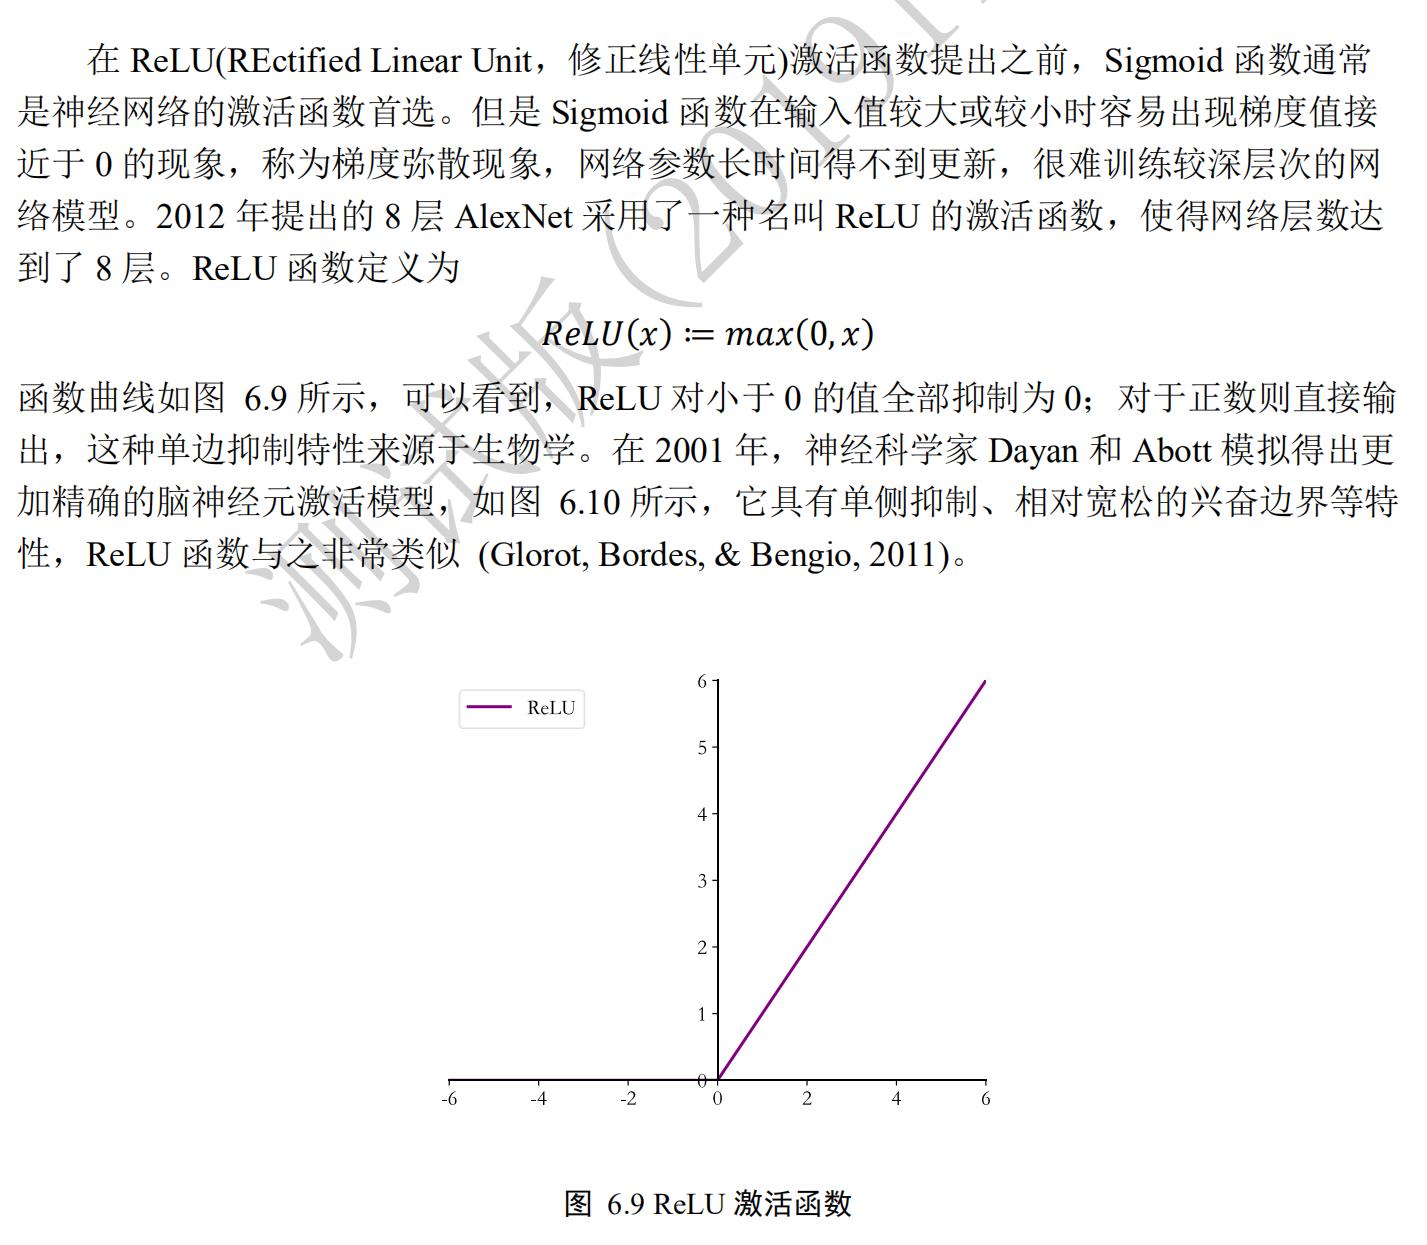 在 ReLU(REctified Linear Unit，修正线性单元)激活函数提出之前，Sigmoid 函数通常
是神经网络的激活函数首选。但是 Sigmoid 函数在输入值较大或较小时容易出现梯度值接
近于 0 的现象，称为梯度弥散现象，网络参数长时间得不到更新，很难训练较深层次的网
络模型。2012 年提出的 8 层 AlexNet 采用了一种名叫 ReLU 的激活函数，使得网络层数达
到了 8 层。ReLU 函数定义为
ReLU(x) ≔ max(0, x)
函数曲线如图 6.9 所示，可以看到，ReLU 对小于 0 的值全部抑制为 0；对于正数则直接输
出，这种单边抑制特性来源于生物学。在 2001 年，神经科学家 Dayan 和 Abott 模拟得出更
加精确的脑神经元激活模型，如图 6.10 所示，它具有单侧抑制、相对宽松的兴奋边界等特
性，ReLU 函数与之非常类似 (Glorot, Bordes, & Bengio, 2011)。
测试版(2019
ReLU
6
5
4
3
2
1
0
-6 -4 -2 0 2 4 6
图 6.9 ReLU 激活函数